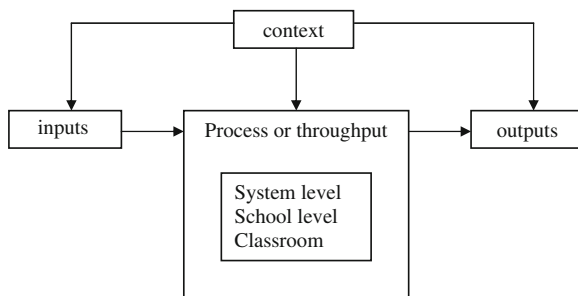 context
inputs
Process or throughput
outputs
System level
School level
Classroom